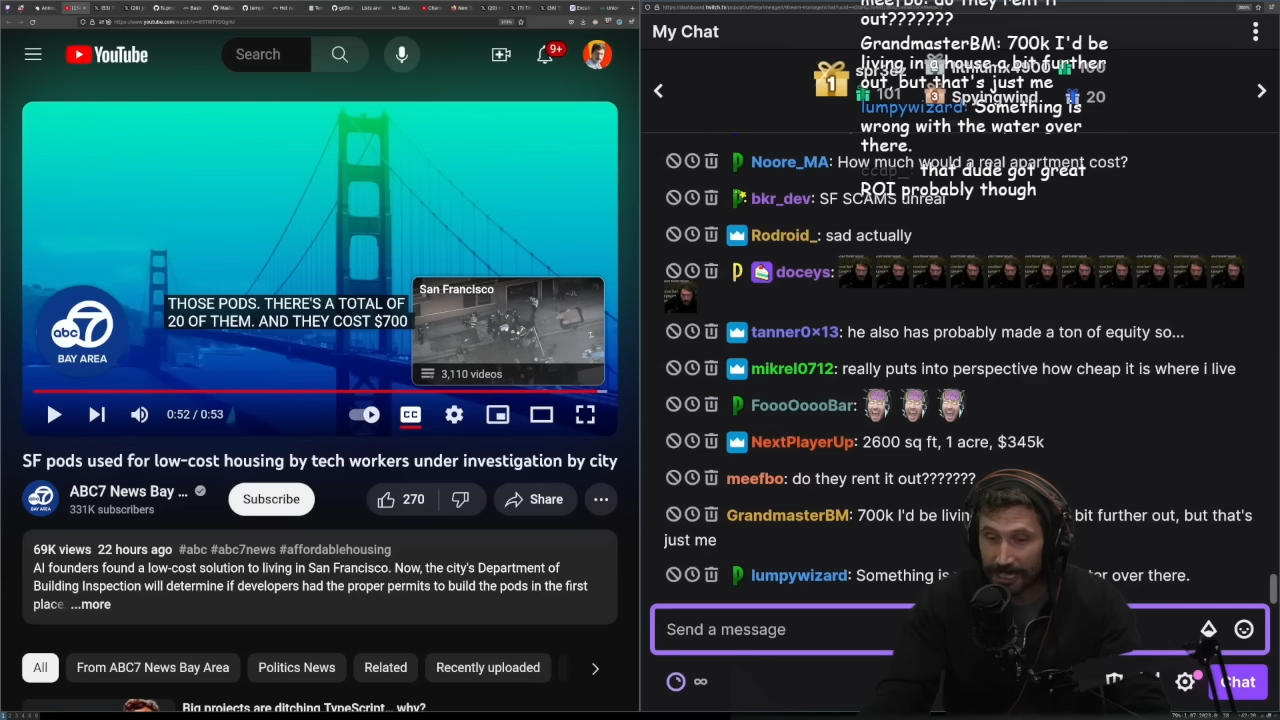 YouTube
Search
9+
THOSE PODS. THERE'S A TOTAL OF
20 OF THEM. AND THEY COST $700
abc 7
BAY AREA
San Francisco
3,110 videos
0:52 / 0:53
CC
SF pods used for low-cost housing by tech workers under investigation by city
ABC7 News Bay ...
331K subscribers
Subscribe
270
Share
69K views 22 hours ago #abc #abc7news #affordablehousing
AI founders found a low-cost solution to living in San Francisco. Now, the city's Department of
Building Inspection will determine if developers had the proper permits to build the pods in the first
place. ...more
All
From ABC7 News Bay Area
Politics News
Related
Recently uploaded
Big projects are ditching TypeScript… why?
My Chat
meefbo: do they rent it
out???????
GrandmasterBM: 700k I'd be
living in a house a bit further
out, but that's just me
lumpywizard: Something is
wrong with the water over
there.
ccdp_: that dude got great
ROI probably though
1
101
3
Spyingwind
20
Noore_MA: How much would a real apartment cost?
bkr_dev: SF SCAMS unreal
Rodroid_: sad actually
doceys:
tanner0x13: he also has probably made a ton of equity so...
mikrel0712: really puts into perspective how cheap it is where i live
FoooOoooBar:
NextPlayerUp: 2600 sq ft, 1 acre, $345k
meefbo: do they rent it out???????
GrandmasterBM: 700k I'd be bit further out, but that's
just me
lumpywizard: Something is over there.
Send a message
Chat